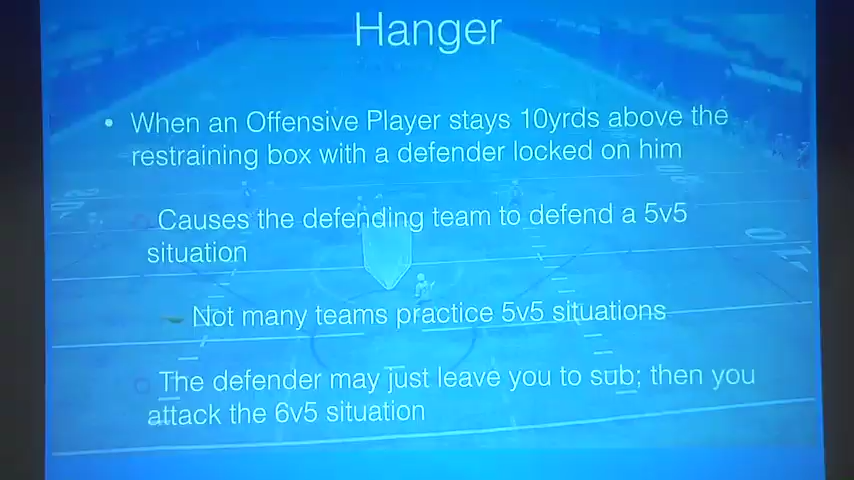 Hanger
• When an Offensive Player stays 10yrds above the
restraining box with a defender locked on him
Causes the defending team to defend a 5v5
situation
Not many teams practice 5v5 situations
The defender may just leave you to sub; then you
attack the 6v5 situation